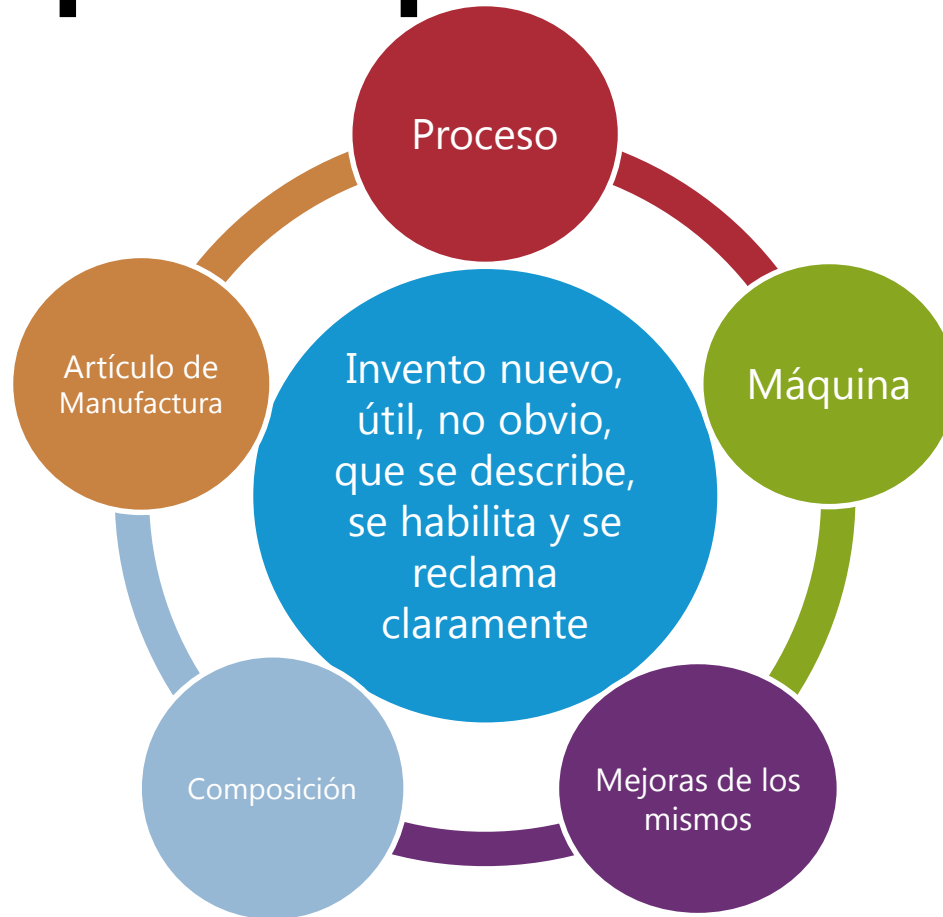 Proceso
Artículo de
Manufactura
Invento nuevo,
útil, no obvio,
que se describe,
se habilita y se
reclama
claramente
Máquina
Composición
Mejoras de los
mismos